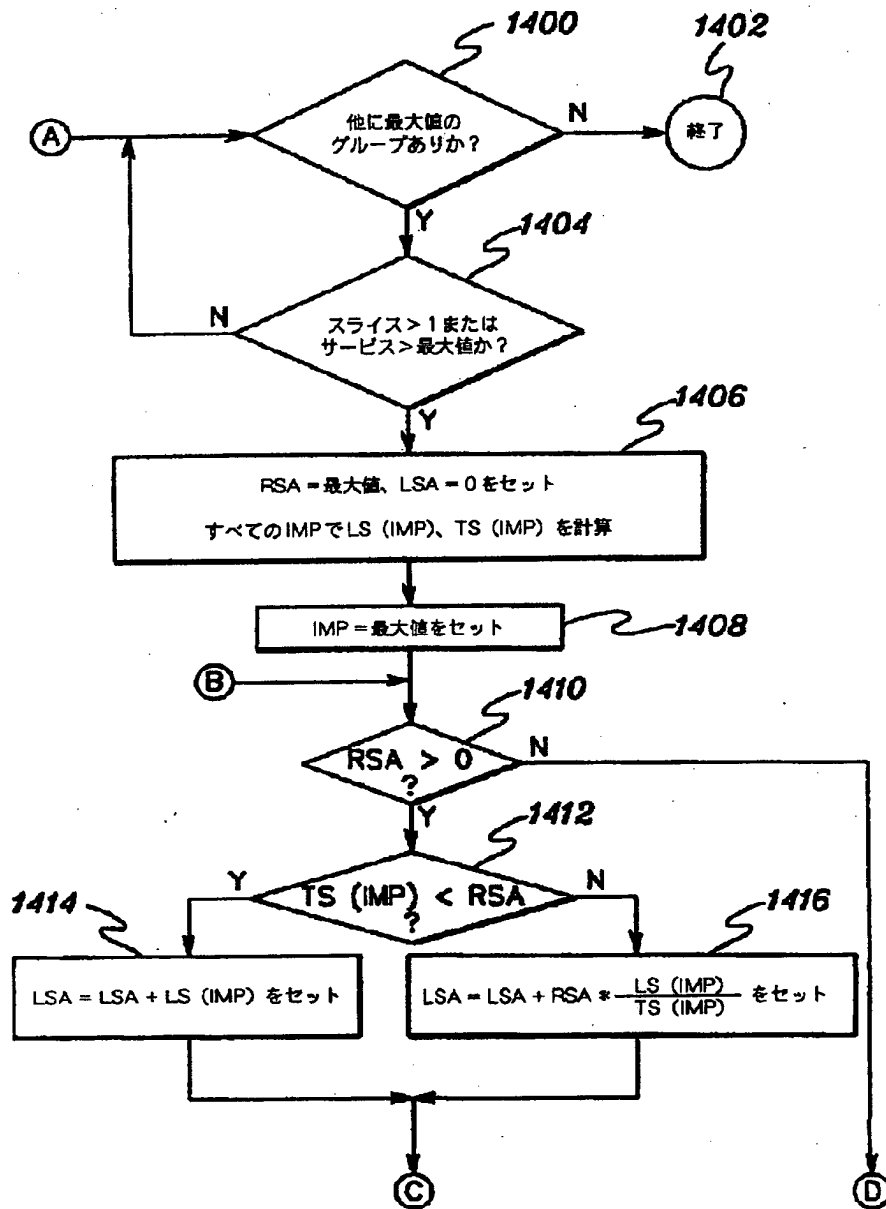 1400
1402
A
他に最大値の
グループありか？
N
終了
Y
1404
N
スライス＞1または
サービス＞最大値か？
Y
1406
RSA＝最大値、LSA＝0をセット
すべてのIMPでLS (IMP)、TS (IMP) を計算
IMP＝最大値をセット
1408
B
1410
RSA > 0
?
N
Y
1412
Y
TS (IMP) < RSA
?
N
1414
1416
LSA = LSA + LS (IMP) をセット
LSA = LSA + RSA * LS (IMP) / TS (IMP) をセット
C
D